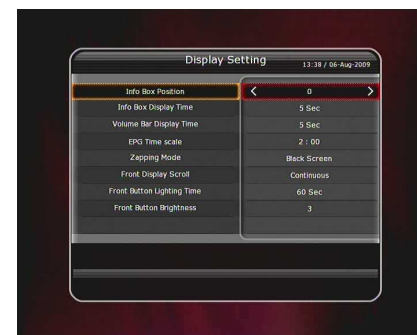 Display Setting
13:38 / 06-Aug-2009
Info Box Position 0
Info Box Display Time 5 Sec
Volume Bar Display Time 5 Sec
EPG Time scale 2 : 00
Zapping Mode Black Screen
Front Display Scroll Continuous
Front Button Lighting Time 60 Sec
Front Button Brightness 3